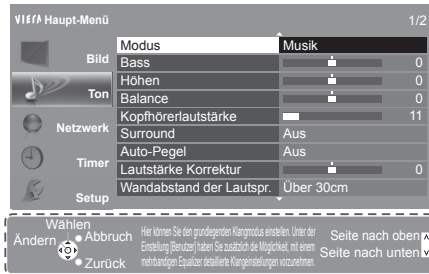 VIErA Haupt-Menü 1/2
Bild
Ton
Netzwerk
Timer
Setup
Modus Musik
Bass 0
Höhen 0
Balance 0
Kopfhörerlautstärke 11
Surround Aus
Auto-Pegel Aus
Lautstärke Korrektur 0
Wandabstand der Lautspr. Über 30cm
Wählen
Ändern
Abbruch
Zurück
Hier können Sie den grundlegenden Klangmodus einstellen. Unter der
Einstellung [Benutzer] haben Sie zusätzlich die Möglichkeit, mit einem
mehrbandigen Equalizer detaillierte Klangeinstellungen vorzunehmen.
Seite nach oben
Seite nach unten